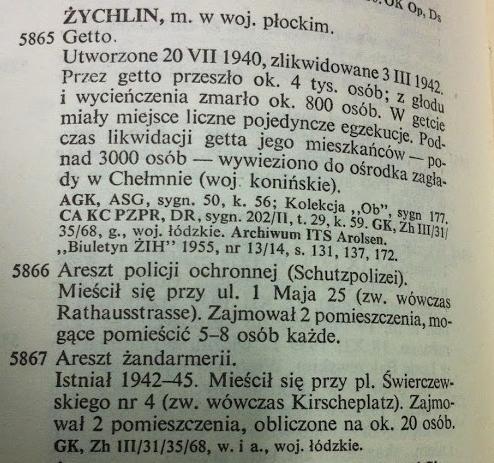 OK Op, Ds
ŻYCHLIN, m. w woj. płockim.
5865 Getto.
Utworzone 20 VII 1940, zlikwidowane 3 III 1942.
Przez getto przeszło ok. 4 tys. osób; z głodu
i wycieńczenia zmarło ok. 800 osób. W getcie
miały miejsce liczne pojedyncze egzekucje. Pod-
czas likwidacji getta jego mieszkańców — po-
nad 3000 osób — wywieziono do ośrodka zagła-
dy w Chełmnie (woj. konińskie).
AGK, ASG, sygn. 50, k. 56; Kolekcja ,,Ob", sygn 177.
CA KC PZPR, DR, sygn. 202/II, t. 29, k. 59. GK, Zh III/31/
35/68, g., woj. łódzkie. Archiwum ITS Arolsen.
,,Biuletyn ŻIH" 1955, nr 13/14, s. 131, 137, 172.
5866 Areszt policji ochronnej (Schutzpolizei).
Mieścił się przy ul. 1 Maja 25 (zw. wówczas
Rathausstrasse). Zajmował 2 pomieszczenia, mo-
gące pomieścić 5–8 osób każde.
5867 Areszt żandarmerii.
Istniał 1942–45. Mieścił się przy pl. Świerczew-
skiego nr 4 (zw. wówczas Kirscheplatz). Zajmo-
wał 2 pomieszczenia, obliczone na ok. 20 osób.
GK, Zh III/31/35/68, w. i a., woj. łódzkie.